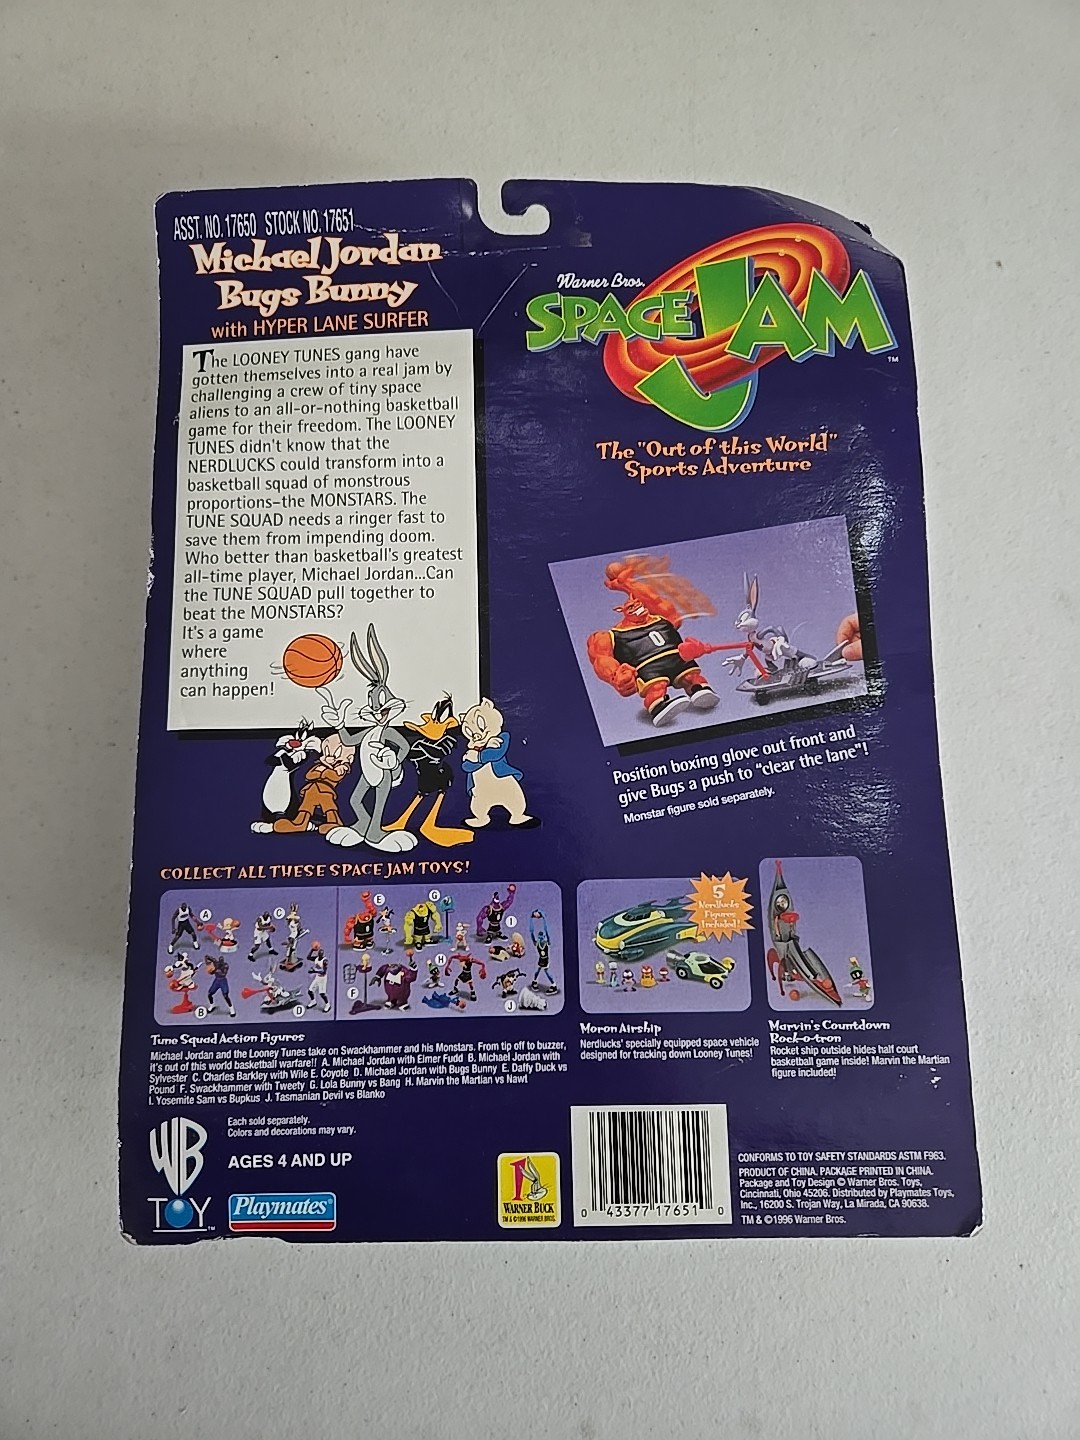 ASST. NO. 17650 STOCK NO. 17651
Michael Jordan
Bugs Bunny
with HYPER LANE SURFER
The LOONEY TUNES gang have
gotten themselves into a real jam by
challenging a crew of tiny space
aliens to an all-or-nothing basketball
game for their freedom. The LOONEY
TUNES didn't know that the
NERDLUCKS could transform into a
basketball squad of monstrous
proportions-the MONSTARS. The
TUNE SQUAD needs a ringer fast to
save them from impending doom.
Who better than basketball's greatest
all-time player, Michael Jordan...Can
the TUNE SQUAD pull together to
beat the MONSTARS?
It's a game
where
anything
can happen!
Warner Bros.
SPACE JAM
TM
The "Out of this World"
Sports Adventure
0
Position boxing glove out front and
give Bugs a push to "clear the lane"!
Monstar figure sold separately.
COLLECT ALL THESE SPACE JAM TOYS!
A
B
C
D
E
F
G
H
I
J
5
Nerdlucks
Figures
Included!
Tune Squad Action Figures
Michael Jordan and the Looney Tunes take on Swackhammer and his Monstars. From tip off to buzzer,
it's out of this world basketball warfare!! A. Michael Jordan with Elmer Fudd B. Michael Jordan with
Sylvester C. Charles Barkley with Wile E. Coyote D. Michael Jordan with Bugs Bunny E. Daffy Duck vs
Pound F. Swackhammer with Tweety G. Lola Bunny vs Bang H. Marvin the Martian vs Nawt
I. Yosemite Sam vs Bupkus J. Tasmanian Devil vs Blanko
Moron Airship
Nerdlucks' specially equipped space vehicle
designed for tracking down Looney Tunes!
Marvin's Countdown
Rock-o-tron
Rocket ship outside hides half court
basketball game inside! Marvin the Martian
figure included!
Each sold separately.
Colors and decorations may vary.
AGES 4 AND UP
WB
TOY
TM
Playmates®
1
WARNER BUCK
TM & ©1996 WARNER BROS.
0 43377 17651 0
CONFORMS TO TOY SAFETY STANDARDS ASTM F963.
PRODUCT OF CHINA. PACKAGE PRINTED IN CHINA.
Package and Toy Design © Warner Bros. Toys,
Cincinnati, Ohio 45206. Distributed by Playmates Toys,
Inc., 16200 S. Trojan Way, La Mirada, CA 90638.
TM & ©1996 Warner Bros.